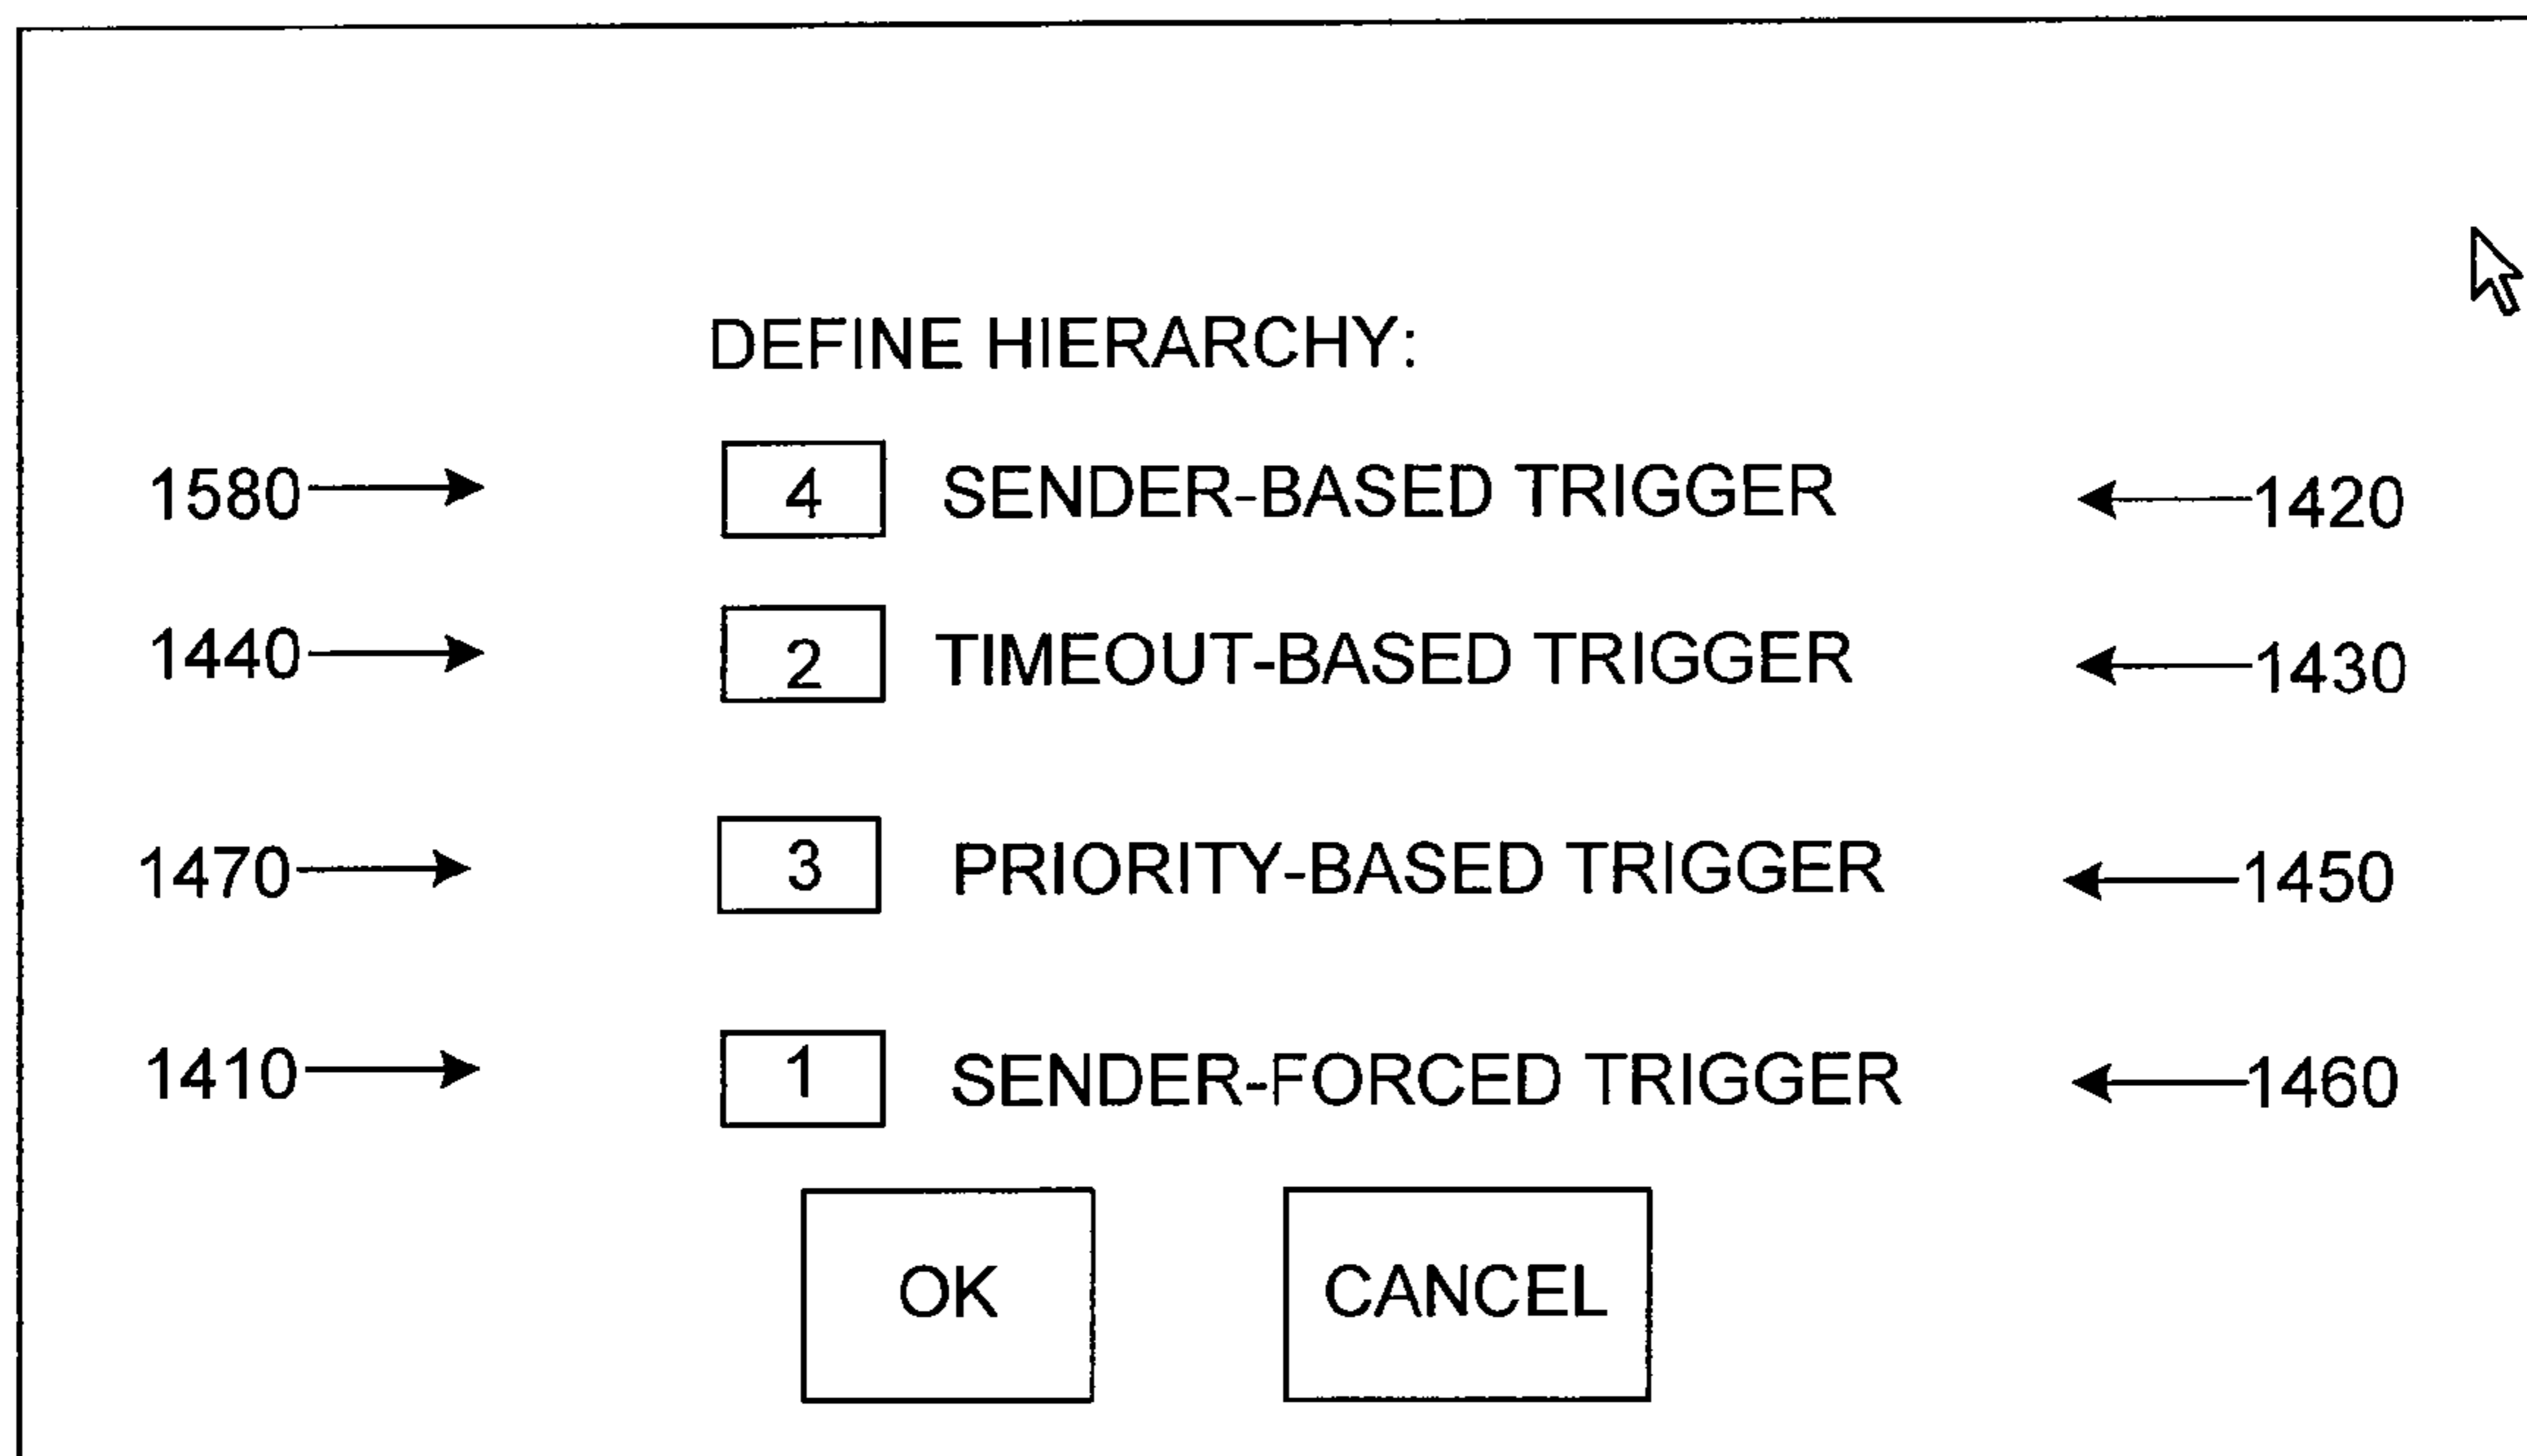 DEFINE HIERARCHY:
1580 4 SENDER-BASED TRIGGER 1420
1440 2 TIMEOUT-BASED TRIGGER 1430
1470 3 PRIORITY-BASED TRIGGER 1450
1410 1 SENDER-FORCED TRIGGER 1460
OK CANCEL